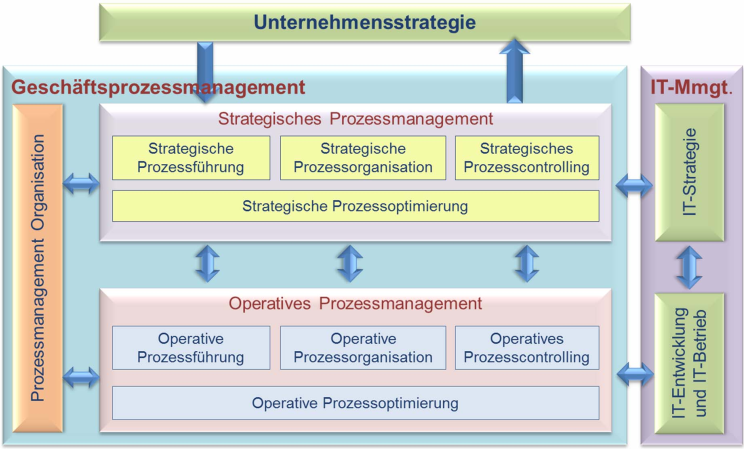 Unternehmensstrategie
Geschäftsprozessmanagement
IT-Mmgt.
Prozessmanagement Organisation
Strategisches Prozessmanagement
Strategische
Prozessführung
Strategische
Prozessorganisation
Strategisches
Prozesscontrolling
Strategische Prozessoptimierung
IT-Strategie
Operatives Prozessmanagement
Operative
Prozessführung
Operative
Prozessorganisation
Operatives
Prozesscontrolling
Operative Prozessoptimierung
IT-Entwicklung
und IT-Betrieb